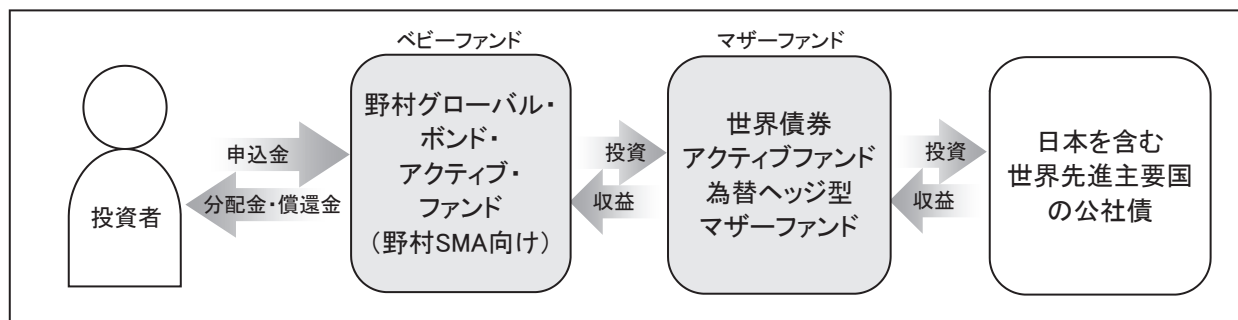 ベビーファンド
マザーファンド
投資者
申込金
分配金・償還金
野村グローバル・
ボンド・
アクティブ・
ファンド
（野村SMA向け）
投資
収益
世界債券
アクティブファンド
為替ヘッジ型
マザーファンド
投資
収益
日本を含む
世界先進主要国
の公社債